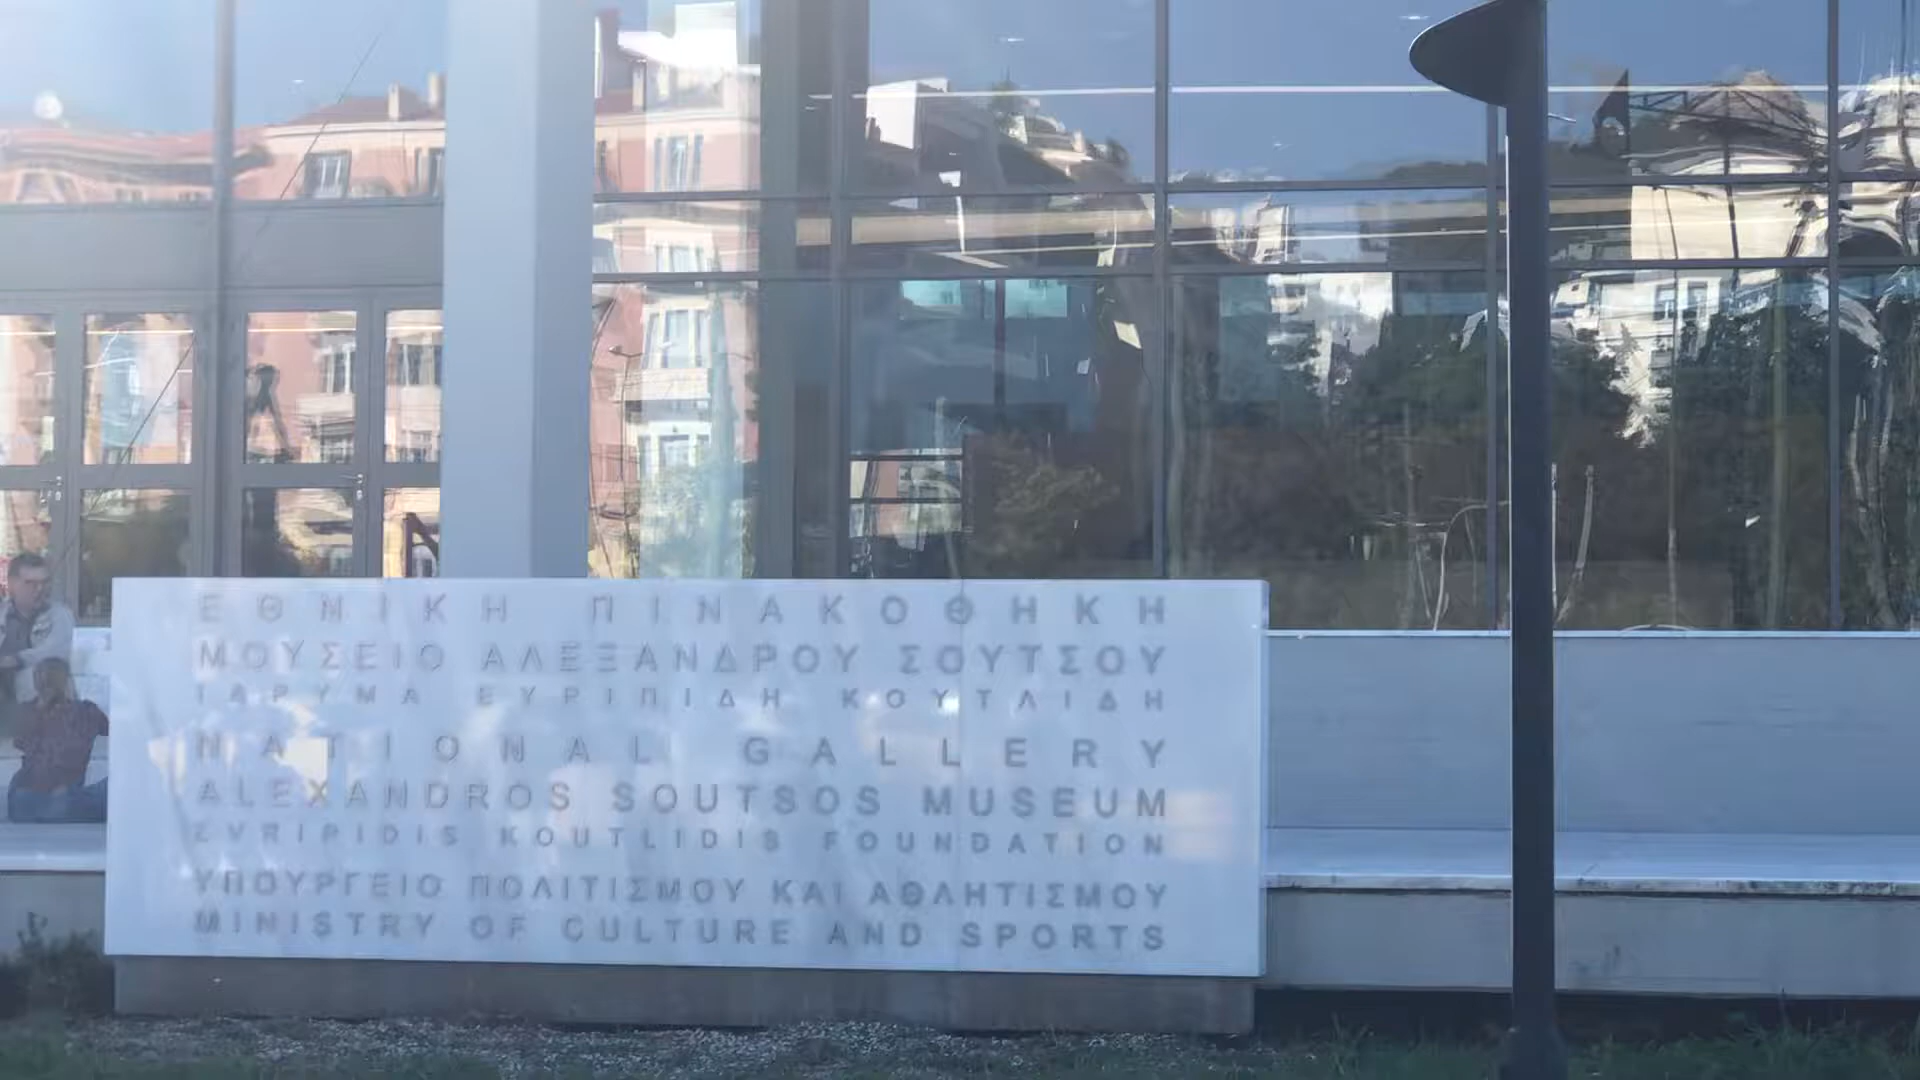 ΕΘΝΙΚΗ ΠΙΝΑΚΟΘΗΚΗ
ΜΟΥΣΕΙΟ ΑΛΕΞΑΝΔΡΟΥ ΣΟΥΤΣΟΥ
ΙΔΡΥΜΑ ΕΥΡΙΠΙΔΗ ΚΟΥΤΛΙΔΗ
NATIONAL GALLERY
ALEXANDROS SOUTSOS MUSEUM
EVRIPIDIS KOUTLIDIS FOUNDATION
ΥΠΟΥΡΓΕΙΟ ΠΟΛΙΤΙΣΜΟΥ ΚΑΙ ΑΘΛΗΤΙΣΜΟΥ
MINISTRY OF CULTURE AND SPORTS